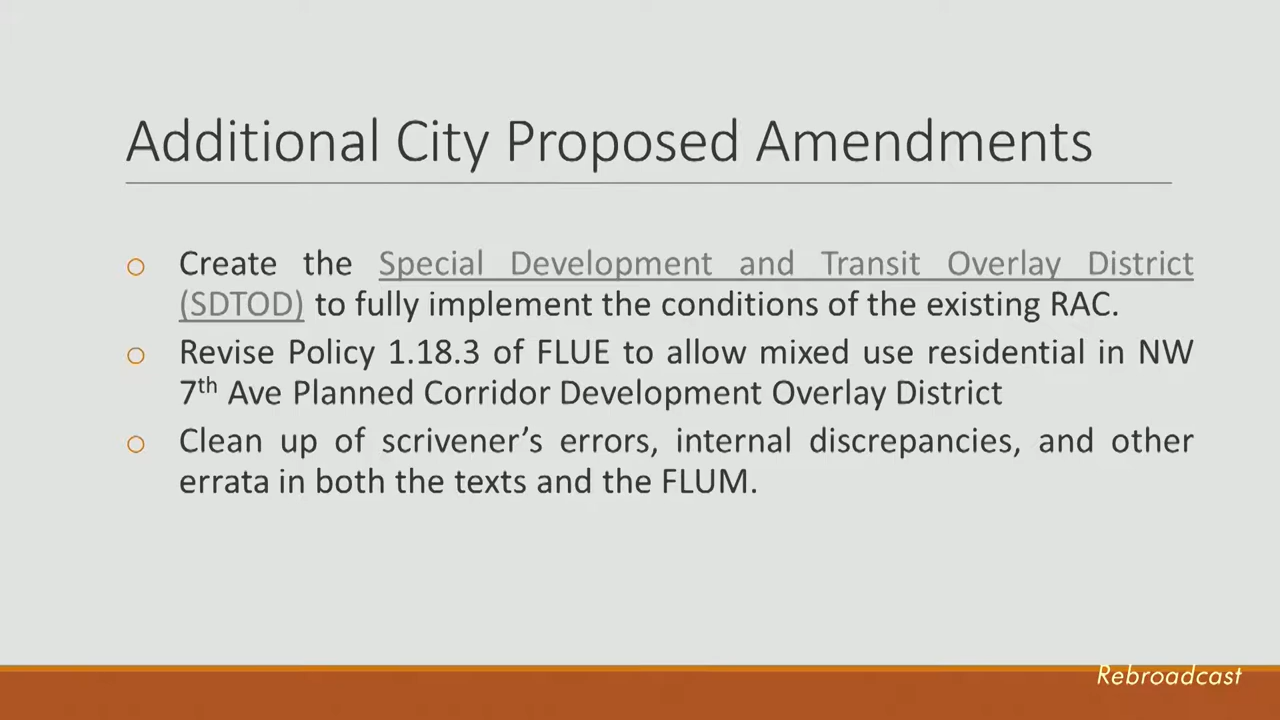 Additional City Proposed Amendments
o Create the Special Development and Transit Overlay District
(SDTOD) to fully implement the conditions of the existing RAC.
o Revise Policy 1.18.3 of FLUE to allow mixed use residential in NW
7th Ave Planned Corridor Development Overlay District
o Clean up of scrivener’s errors, internal discrepancies, and other
errata in both the texts and the FLUM.
Rebroadcast